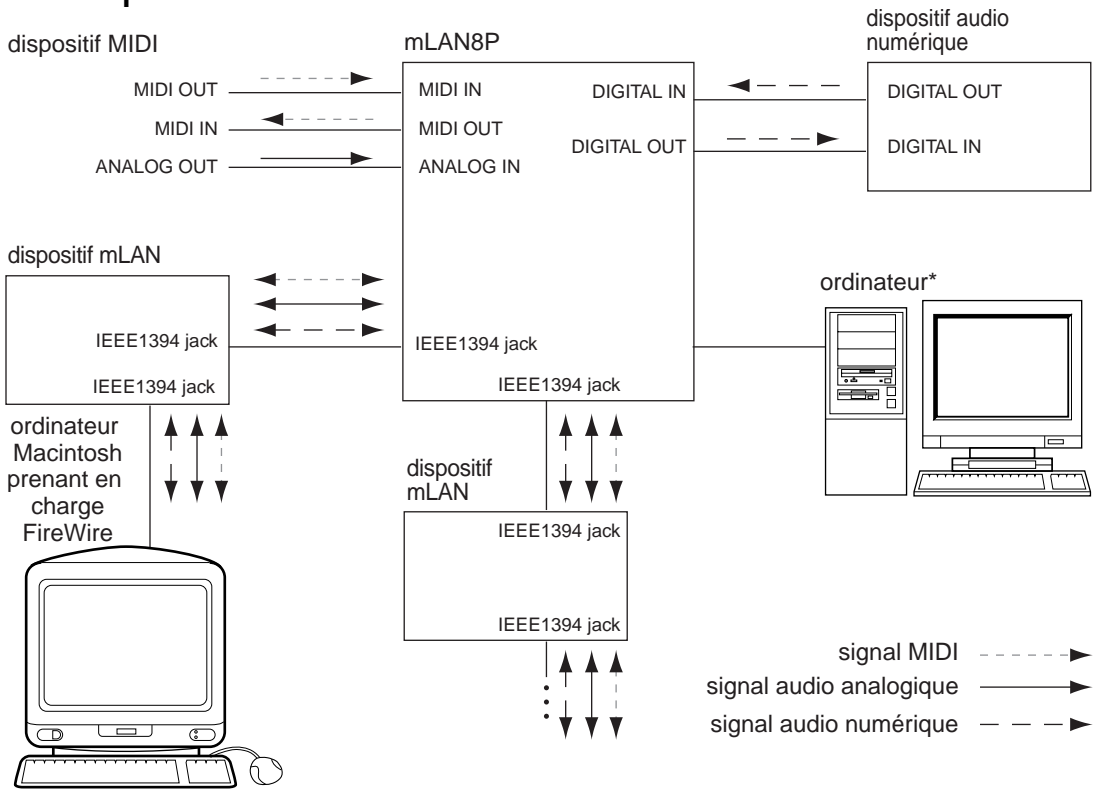 dispositif MIDI
MIDI OUT
MIDI IN
ANALOG OUT
mLAN8P
MIDI IN
MIDI OUT
ANALOG IN
DIGITAL IN
DIGITAL OUT
dispositif audio
numérique
DIGITAL OUT
DIGITAL IN
dispositif mLAN
IEEE1394 jack
IEEE1394 jack
IEEE1394 jack
IEEE1394 jack
ordinateur*
ordinateur
Macintosh
prenant en
charge
FireWire
dispositif
mLAN
IEEE1394 jack
IEEE1394 jack
signal MIDI
signal audio analogique
signal audio numérique